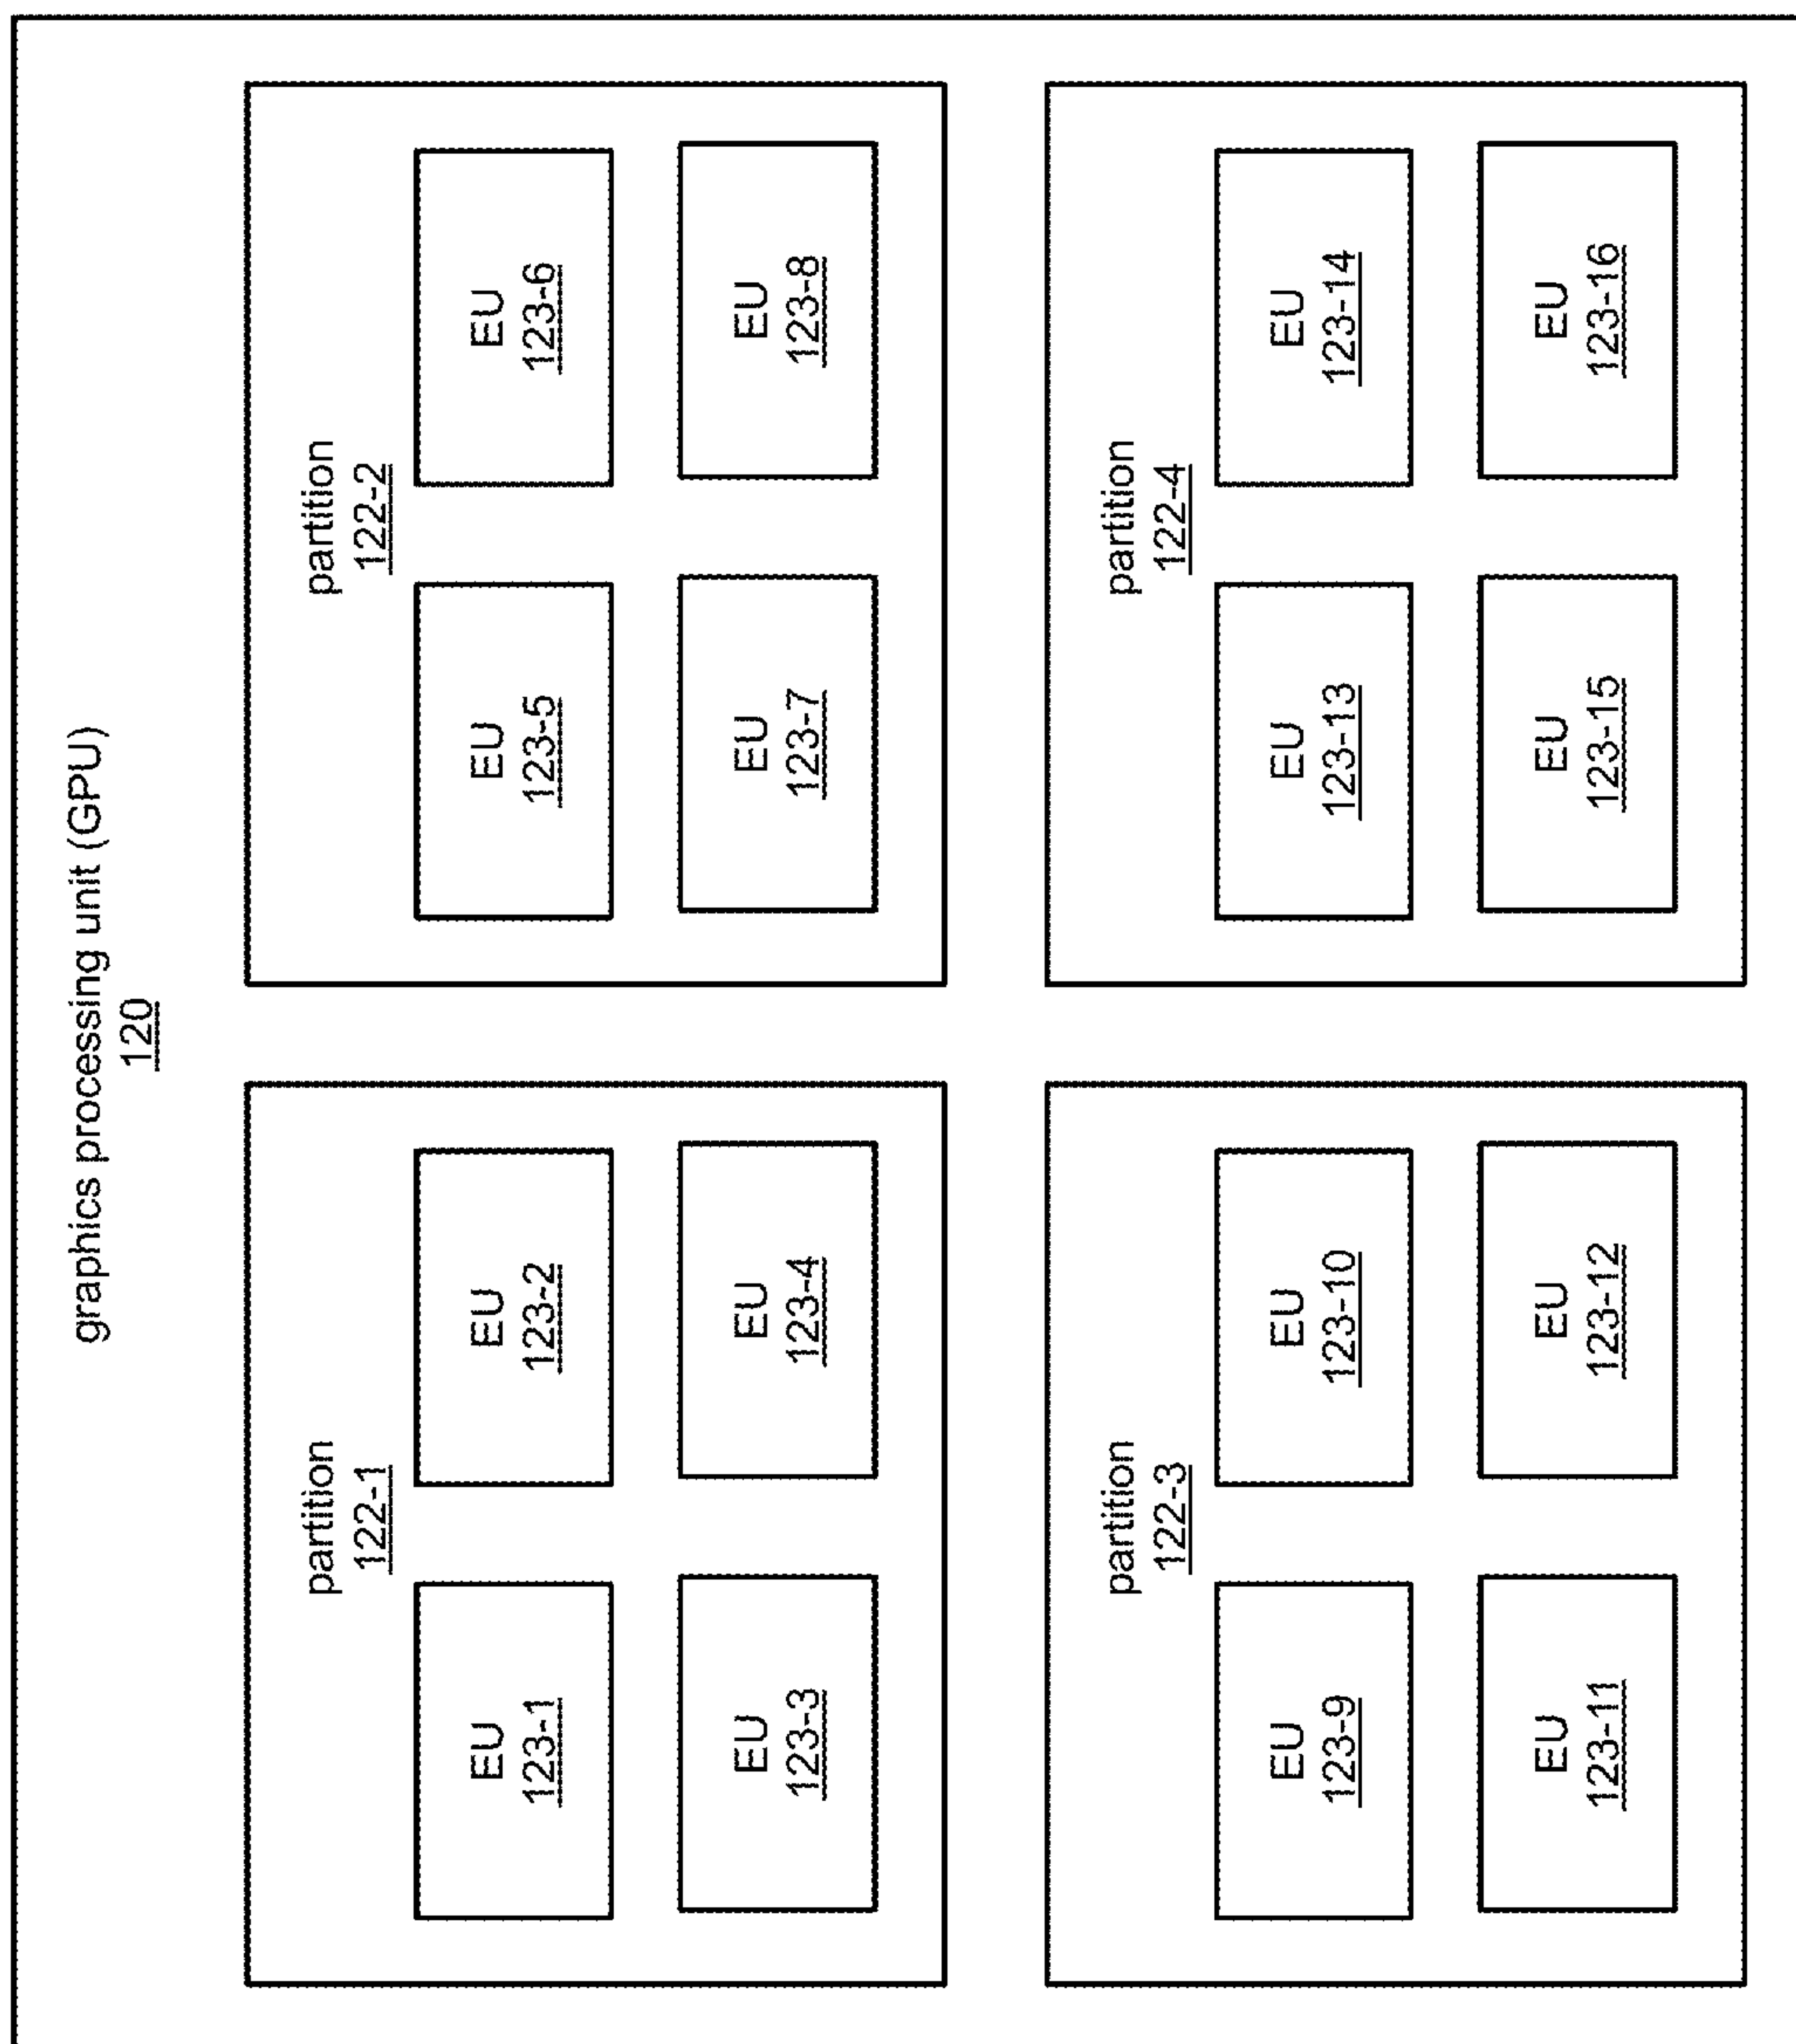 graphics processing unit (GPU)
120
partition
122-1
EU
123-1
EU
123-2
EU
123-3
EU
123-4
partition
122-2
EU
123-5
EU
123-6
EU
123-7
EU
123-8
partition
122-3
EU
123-9
EU
123-10
EU
123-11
EU
123-12
partition
122-4
EU
123-13
EU
123-14
EU
123-15
EU
123-16